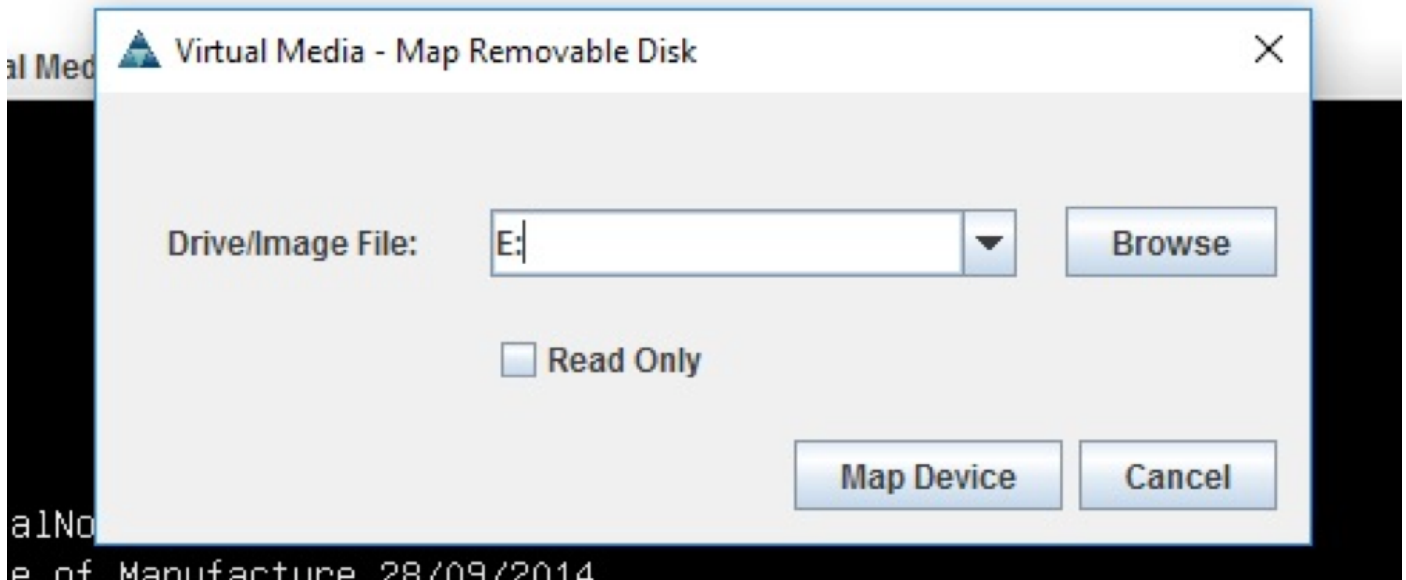 Virtual Media - Map Removable Disk
al Med
Drive/Image File:
E:
Browse
Read Only
Map Device
Cancel
alNo
e of Manufacture 28/09/2014